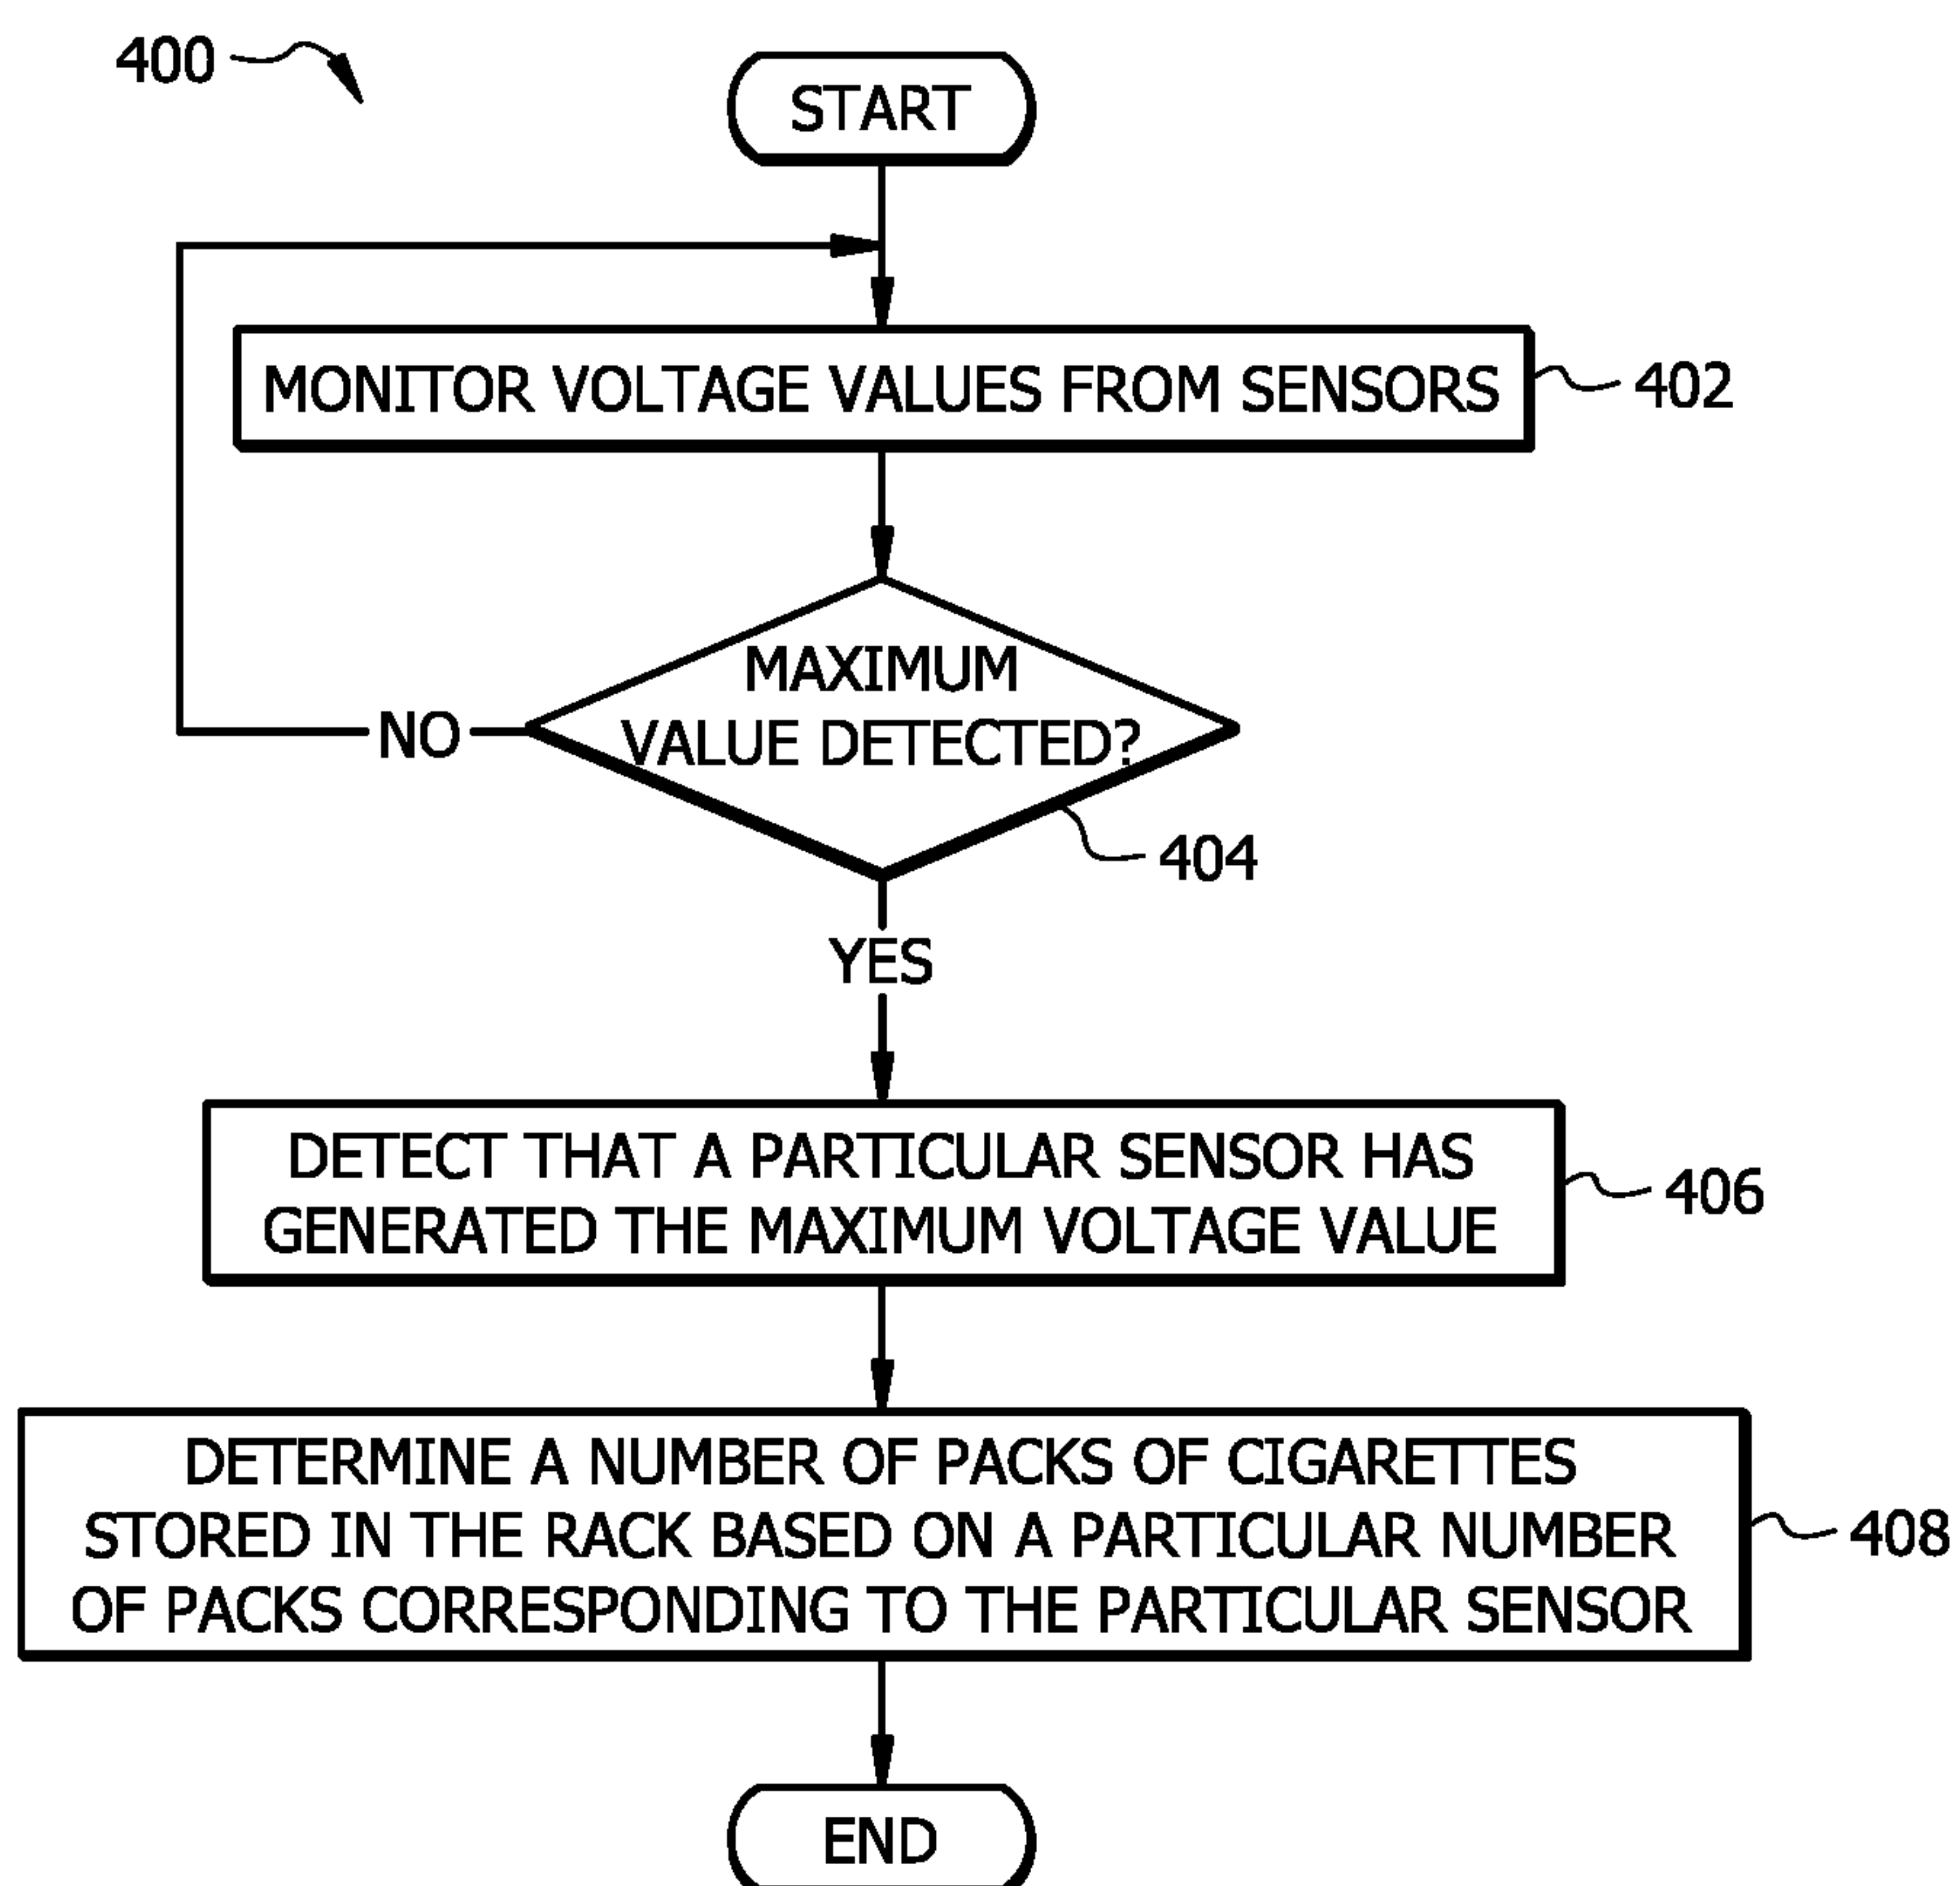 400
START
MONITOR VOLTAGE VALUES FROM SENSORS
402
MAXIMUM
VALUE DETECTED?
NO
404
YES
DETECT THAT A PARTICULAR SENSOR HAS
GENERATED THE MAXIMUM VOLTAGE VALUE
406
DETERMINE A NUMBER OF PACKS OF CIGARETTES
STORED IN THE RACK BASED ON A PARTICULAR NUMBER
OF PACKS CORRESPONDING TO THE PARTICULAR SENSOR
408
END